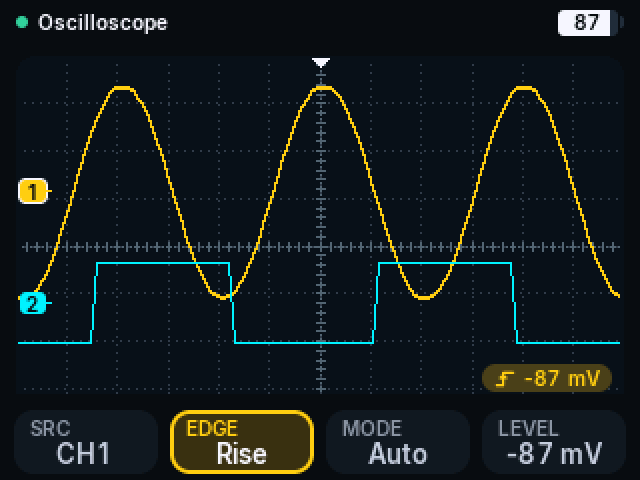 Oscilloscope
87
1
2
-87 mV
SRC
CH1
EDGE
Rise
MODE
Auto
LEVEL
-87 mV